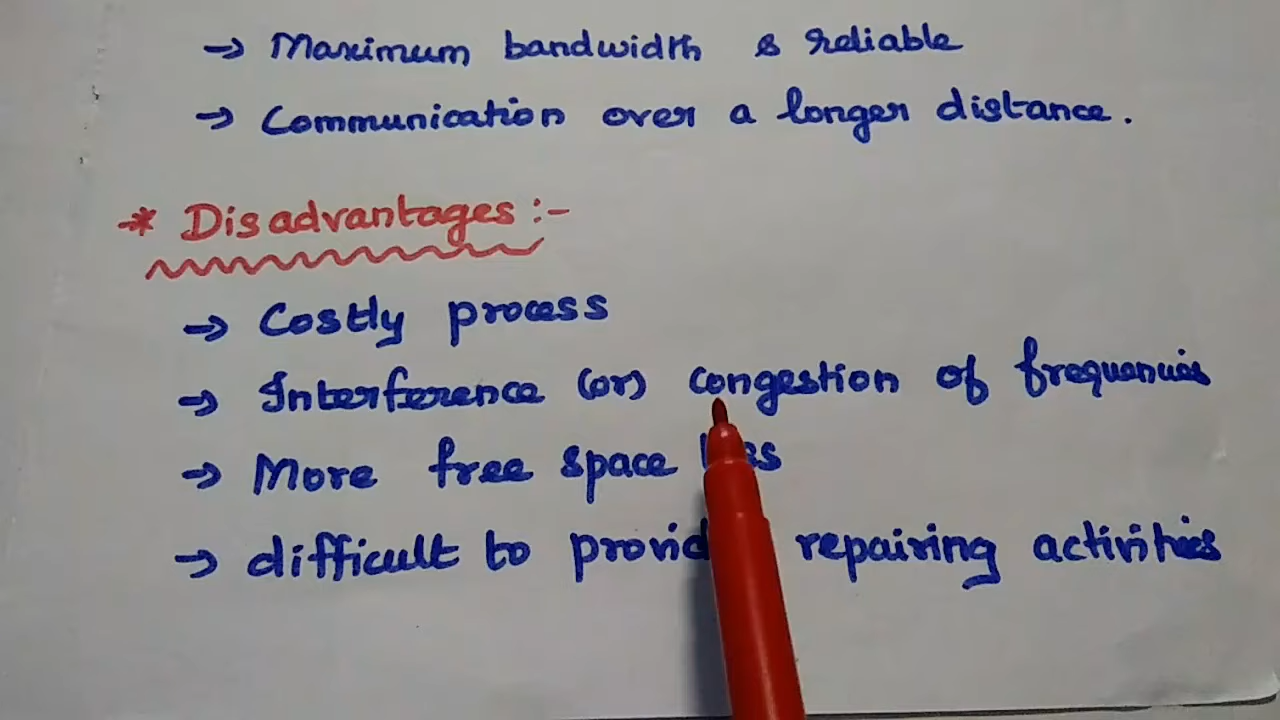 → Maximum bandwidth & reliable
→ Communication over a longer distance.
* Disadvantages :-
→ Costly process
→ Interference (or) congestion of frequencies
→ More free space
→ difficult to repairing activities